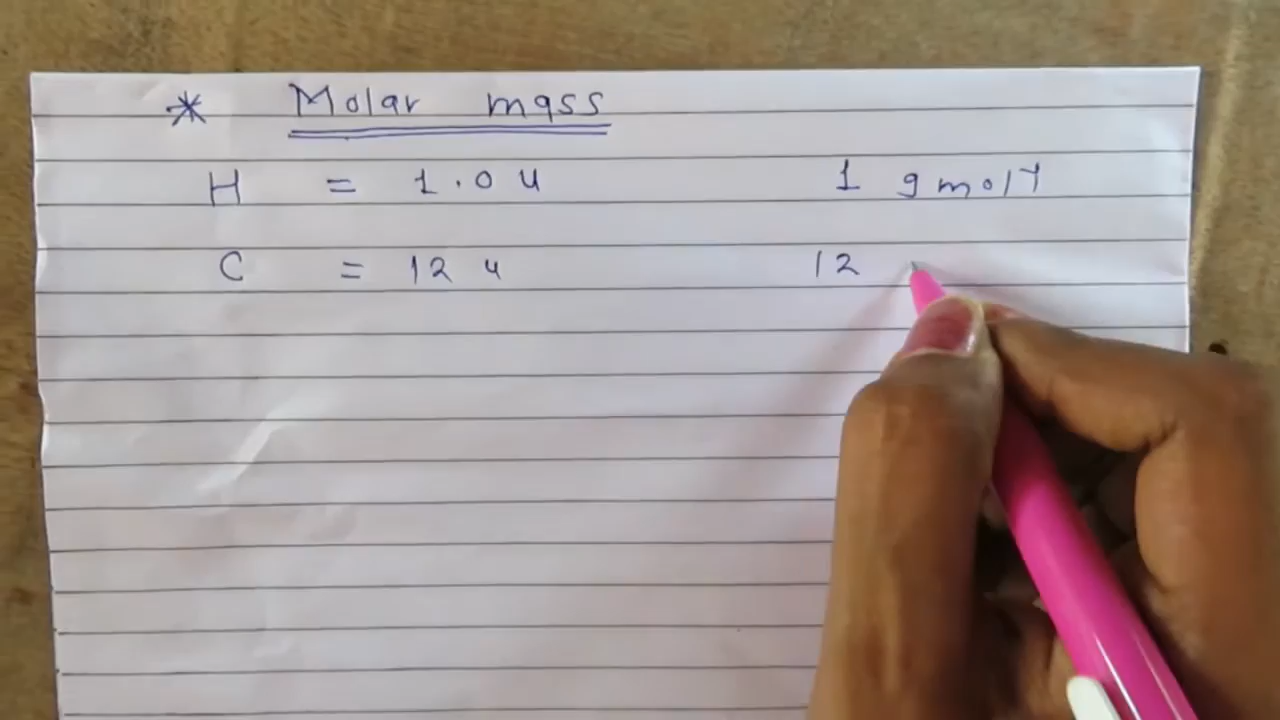 * Molar mass
H = 1.0 u 1 g mol⁻¹
C = 12 u 12